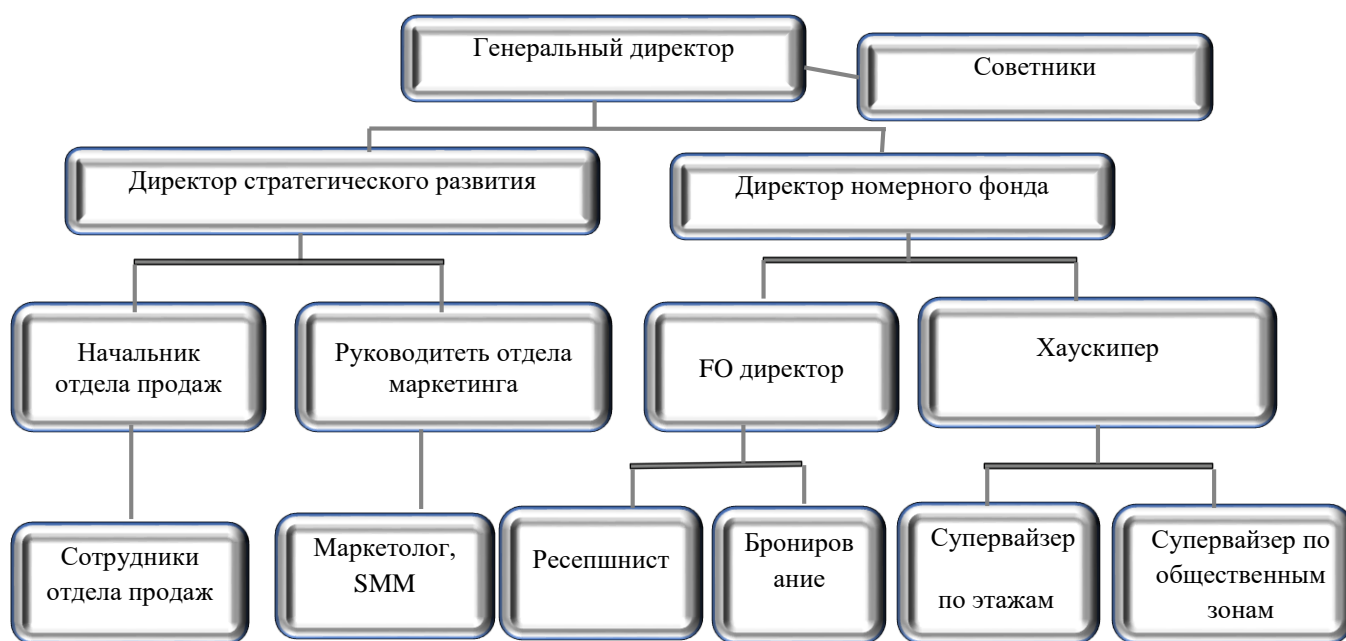 Генеральный директор
Советники
Директор стратегического развития
Директор номерного фонда
Начальник
отдела продаж
Руководитеть отдела
маркетинга
FO директор
Хаускипер
Сотрудники
отдела продаж
Маркетолог,
SMM
Ресепшнист
Брониров
ание
Супервайзер
по этажам
Супервайзер по
общественным
зонам